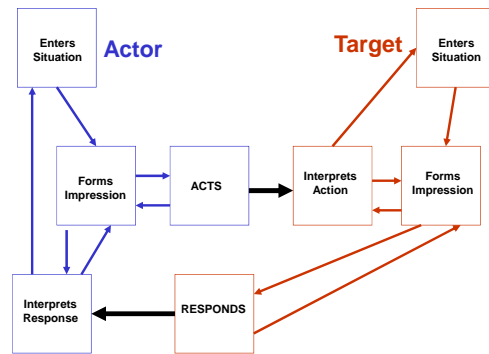 Enters
Situation
Actor
Target
Enters
Situation
Forms
Impression
ACTS
Interprets
Action
Forms
Impression
Interprets
Response
RESPONDS